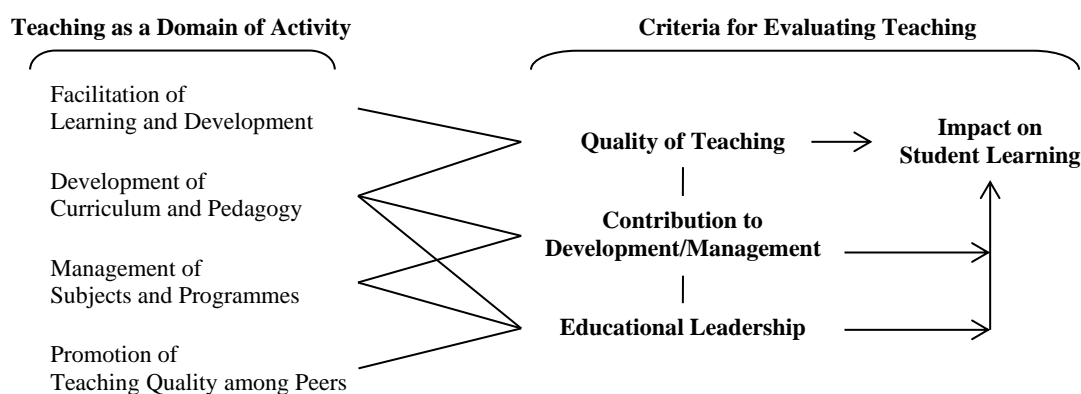 Teaching as a Domain of Activity
Criteria for Evaluating Teaching
Facilitation of
Learning and Development
Development of
Curriculum and Pedagogy
Management of
Subjects and Programmes
Promotion of
Teaching Quality among Peers
Quality of Teaching
Contribution to
Development/Management
Educational Leadership
Impact on
Student Learning